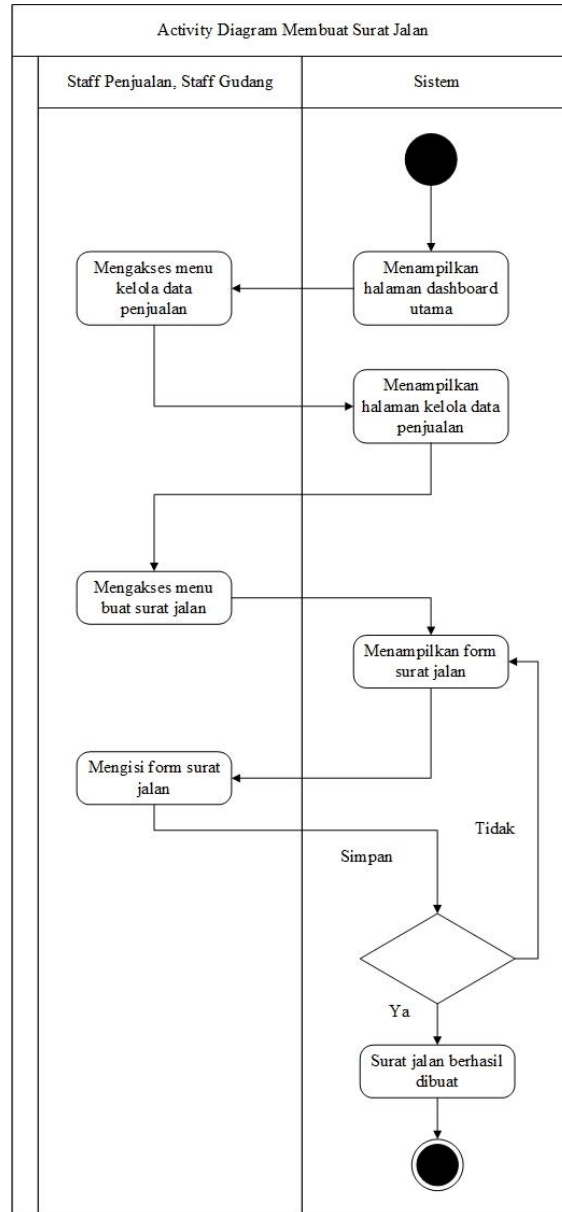 Activity Diagram Membuat Surat Jalan
Staff Penjualan, Staff Gudang
Sistem
Menampilkan
halaman dashboard
utama
Mengakses menu
kelola data
penjualan
Menampilkan
halaman kelola data
penjualan
Mengakses menu
buat surat jalan
Menampilkan form
surat jalan
Mengisi form surat
jalan
Simpan
Tidak
Ya
Surat jalan berhasil
dibuat